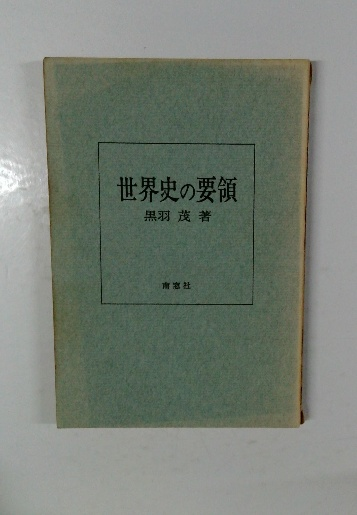 世界史の要領
黒羽 茂 著
南窓社